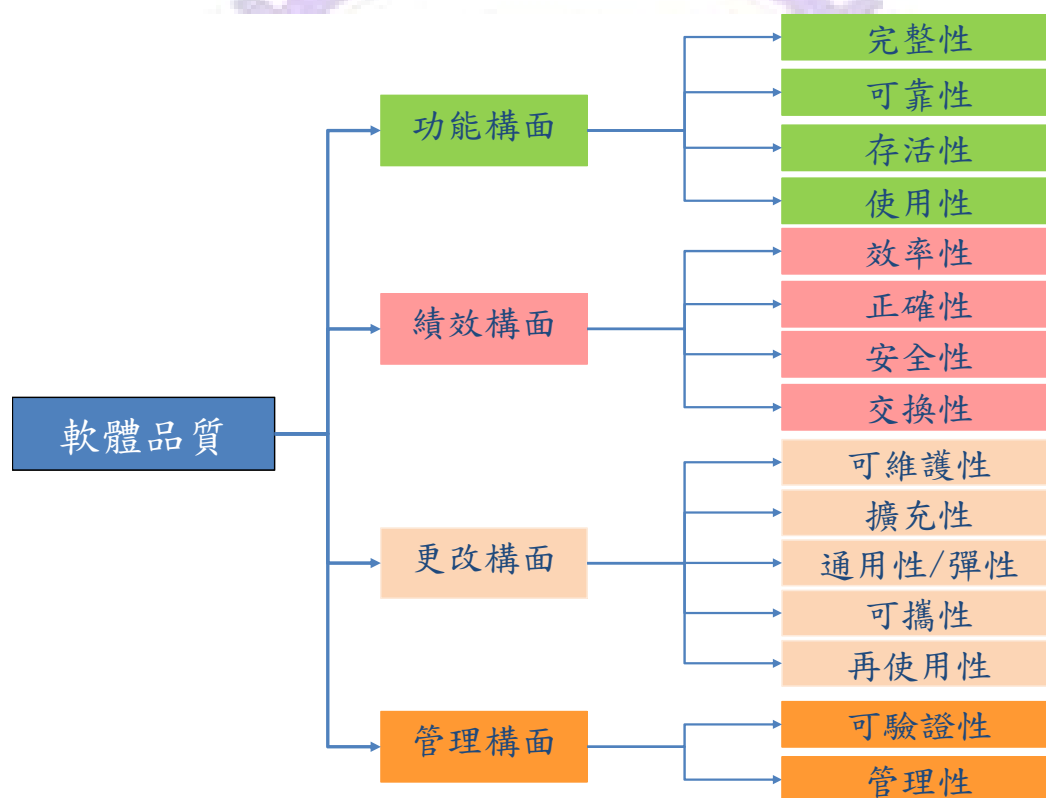 軟體品質
功能構面
完整性
可靠性
存活性
使用性
績效構面
效率性
正確性
安全性
交換性
更改構面
可維護性
擴充性
通用性/彈性
可攜性
再使用性
管理構面
可驗證性
管理性